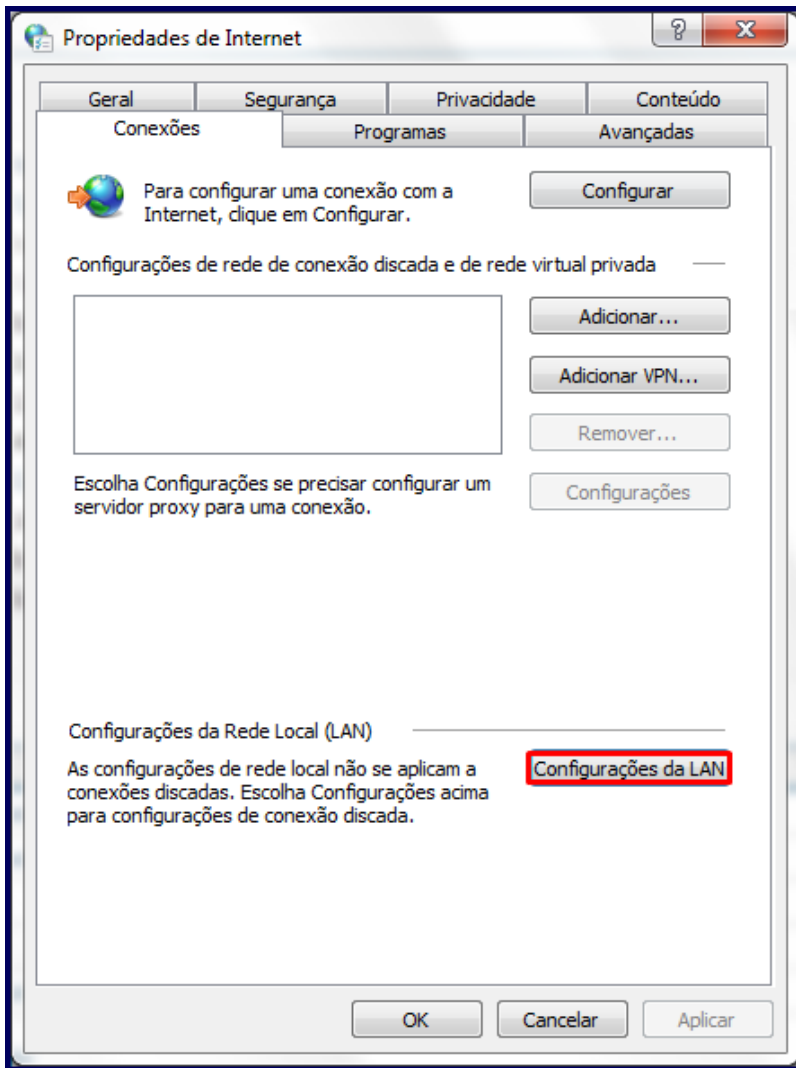 Propriedades de Internet
Geral
Segurança
Privacidade
Conteúdo
Conexões
Programas
Avançadas
Para configurar uma conexão com a
Internet, clique em Configurar.
Configurar
Configurações de rede de conexão discada e de rede virtual privada
Adicionar...
Adicionar VPN...
Remover...
Escolha Configurações se precisar configurar um
servidor proxy para uma conexão.
Configurações
Configurações da Rede Local (LAN)
As configurações de rede local não se aplicam a
conexões discadas. Escolha Configurações acima
para configurações de conexão discada.
Configurações da LAN
OK
Cancelar
Aplicar